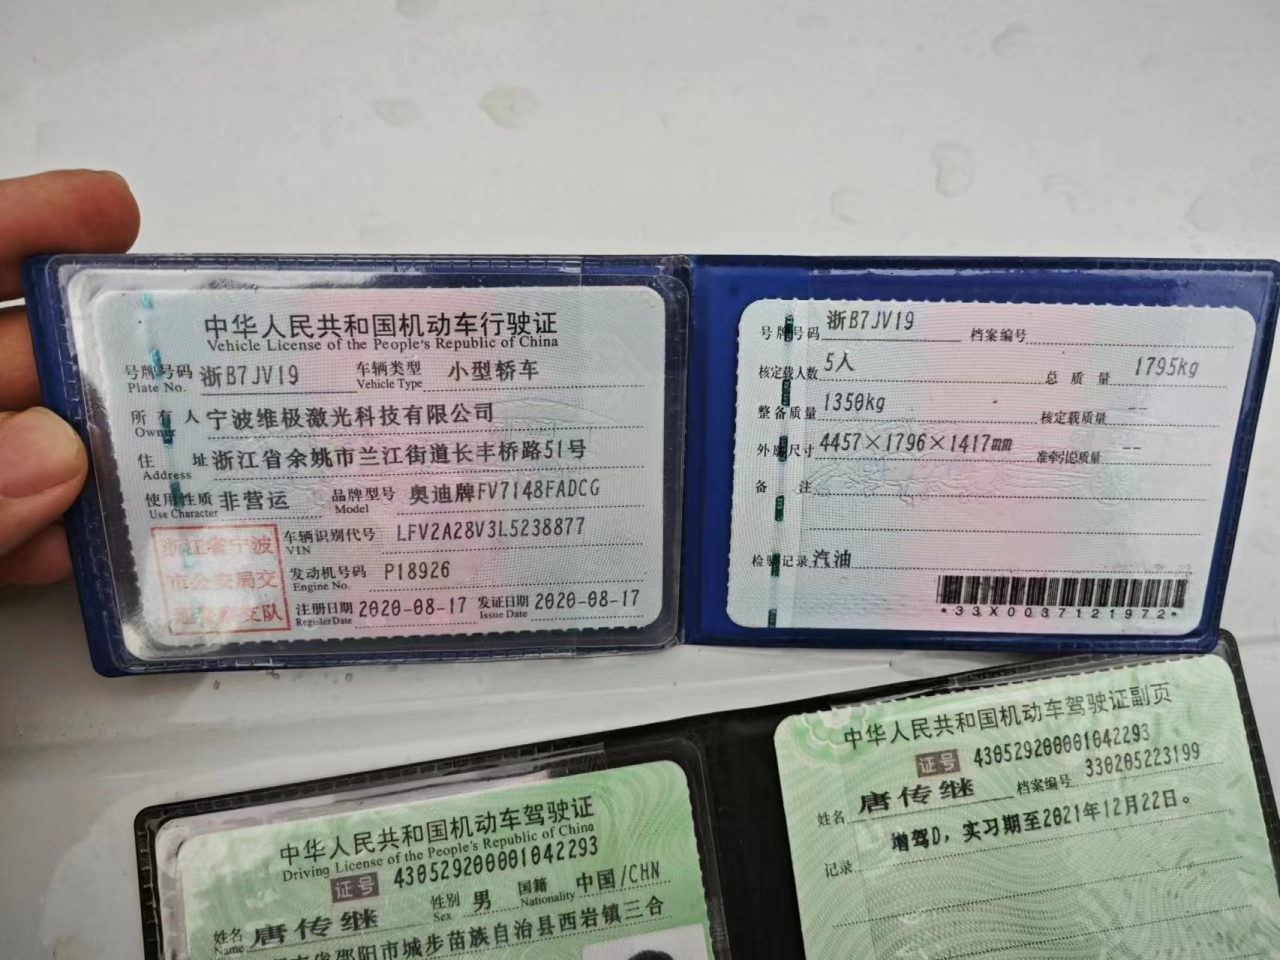 中华人民共和国机动车行驶证
Vehicle License of the People's Republic of China
号牌号码 Plate No. 浙B7JV19 车辆类型 Vehicle Type 小型轿车
所有人 Owner 宁波维极激光科技有限公司
住址 Address 浙江省余姚市兰江街道长丰桥路51号
使用性质 Use Character 非营运 品牌型号 Model 奥迪牌FV7148FADCG
浙江省宁波
市公安局交
通警察支队
车辆识别代号 VIN LFV2A28V3L5238877
发动机号码 Engine No. P18926
注册日期 Register Date 2020-08-17 发证日期 Issue Date 2020-08-17
号牌号码 浙B7JV19 档案编号
核定载人数 5人 总质量 1795kg
整备质量 1350kg 核定载质量 --
外廓尺寸 4457×1796×1417mm 准牵引总质量 --
备注
检验记录 汽油
*33X0037121972*
中华人民共和国机动车驾驶证
Driving License of the People's Republic of China
证号 430529200001042293
姓名 Name 唐传继 性别 Sex 男 国籍 Nationality 中国/CHN
邵阳市城步苗族自治县西岩镇三合
中华人民共和国机动车驾驶证副页
证号 430529200001042293
姓名 唐传继 档案编号 330205223199
记录 增驾D，实习期至2021年12月22日。